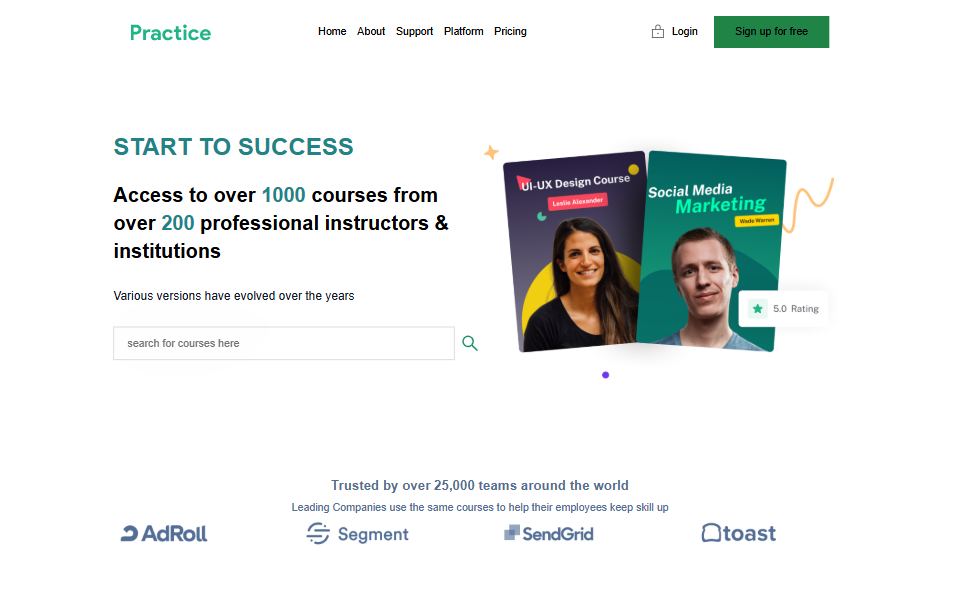 Practice
Home About Support Platform Pricing
Login
Sign up for free
START TO SUCCESS
Access to over 1000 courses from
over 200 professional instructors &
institutions
Various versions have evolved over the years
search for courses here
UI-UX Design Course
Leslie Alexander
Social Media
Marketing
Wade Warren
5.0 Rating
Trusted by over 25,000 teams around the world
Leading Companies use the same courses to help their employees keep skill up
AdRoll
Segment
SendGrid
toast